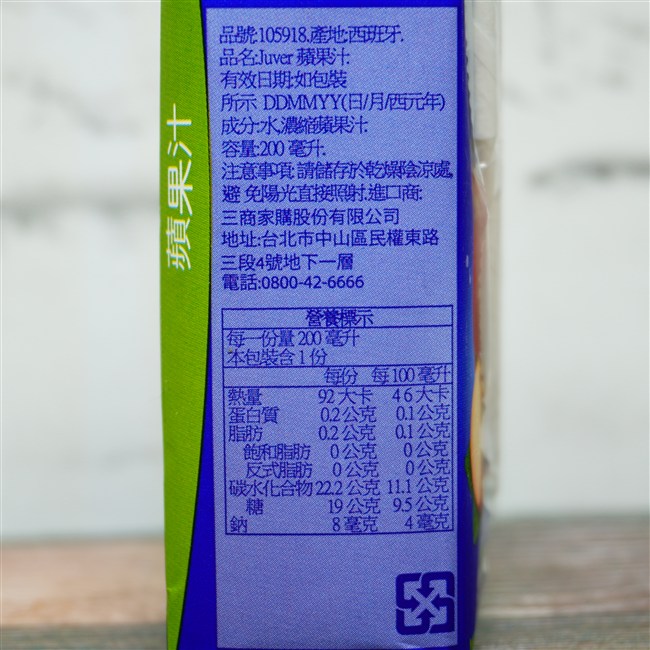 蘋果汁
品號:105918.產地:西班牙.
品名:Juver 蘋果汁.
有效日期:如包裝
所示 DDMMYY(日/月/西元年)
成分:水,濃縮蘋果汁.
容量:200 毫升.
注意事項: 請儲存於乾燥陰涼處,
避 免陽光直接照射.進口商:
三商家購股份有限公司
地址:台北市中山區民權東路
三段4號地下一層
電話:0800-42-6666
營養標示
每一份量 200 毫升
本包裝含 1 份
每份 每 100 毫升
熱量 92 大卡 46 大卡
蛋白質 0.2 公克 0.1 公克
脂肪 0.2 公克 0.1 公克
飽和脂肪 0 公克 0 公克
反式脂肪 0 公克 0 公克
碳水化合物 22.2 公克 11.1 公克
糖 19 公克 9.5 公克
鈉 8 毫克 4 毫克